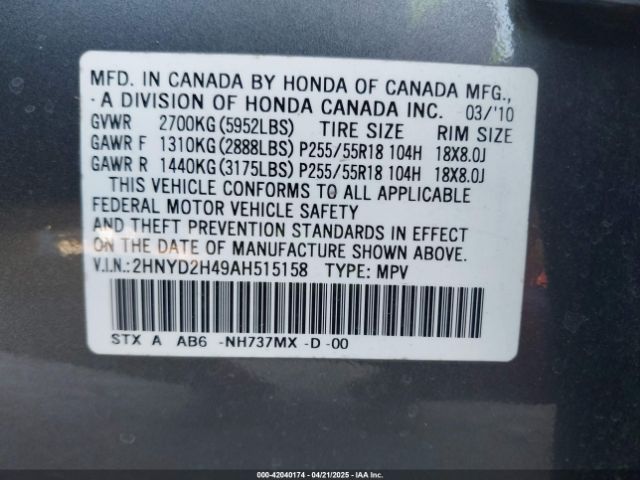 MFD. IN CANADA BY HONDA OF CANADA MFG.,
A DIVISION OF HONDA CANADA INC. 03/'10
GVWR 2700KG(5952LBS) TIRE SIZE RIM SIZE
GAWR F 1310KG(2888LBS) P255/55R18 104H 18X8.0J
GAWR R 1440KG(3175LBS) P255/55R18 104H 18X8.0J
THIS VEHICLE CONFORMS TO ALL APPLICABLE
FEDERAL MOTOR VEHICLE SAFETY
AND THEFT PREVENTION STANDARDS IN EFFECT
ON THE DATE OF MANUFACTURE SHOWN ABOVE.
V.I.N.:2HNYD2H49AH515158 TYPE: MPV
STX A AB6 -NH737MX -D-00
000-42040174 - 04/21/2025 - IAA Inc.